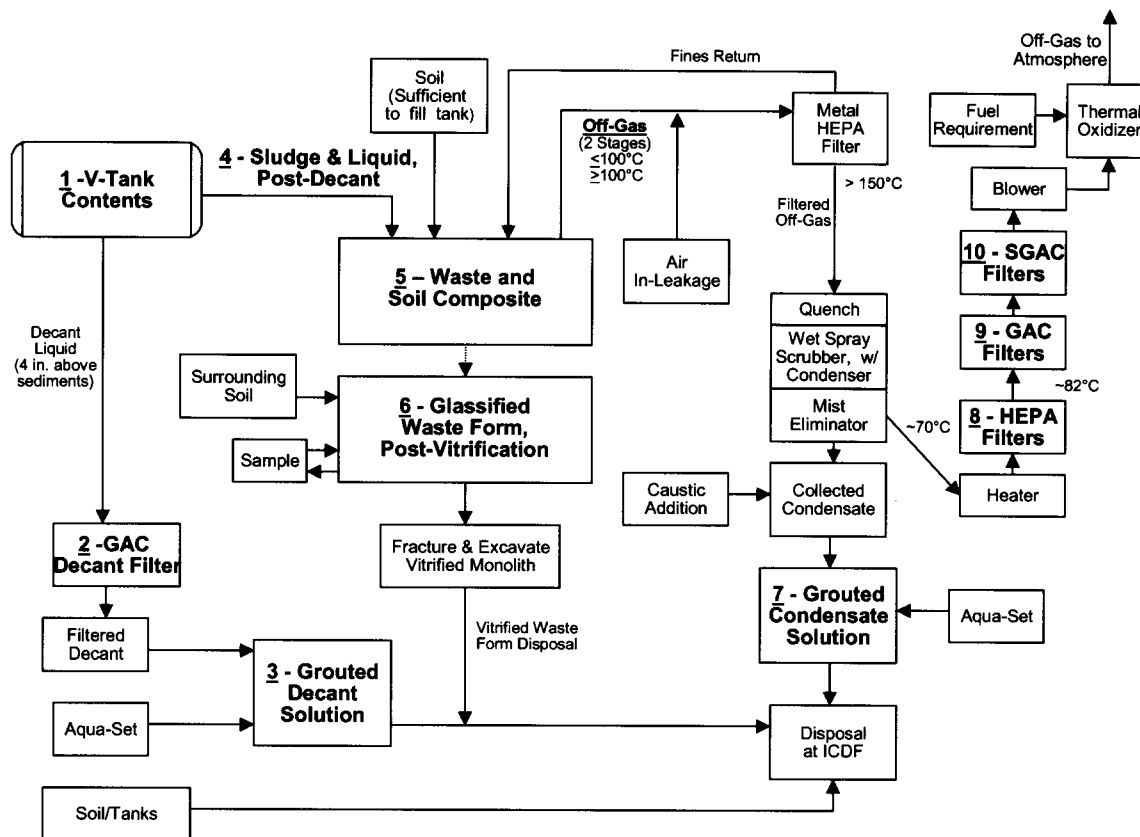 Off-Gas to
Atmosphere
Fines Return
Soil
(Sufficient
to fill tank)
Metal
HEPA
Filter
Fuel
Requirement
Thermal
Oxidizer
Off-Gas
(2 Stages)
≤100°C
≥100°C
4 - Sludge & Liquid,
Post-Decant
1 -V-Tank
Contents
> 150°C
Filtered
Off-Gas
Blower
Air
In-Leakage
10 - SGAC
Filters
5 – Waste and
Soil Composite
Quench
Wet Spray
Scrubber, w/
Condenser
Mist
Eliminator
9 - GAC
Filters
~82°C
8 - HEPA
Filters
~70°C
Heater
Decant
Liquid
(4 in. above
sediments)
Surrounding
Soil
6 - Glassified
Waste Form,
Post-Vitrification
Sample
Caustic
Addition
Collected
Condensate
2 -GAC
Decant Filter
Fracture & Excavate
Vitrified Monolith
7 - Grouted
Condensate
Solution
Aqua-Set
Filtered
Decant
Vitrified Waste
Form Disposal
3 - Grouted
Decant
Solution
Aqua-Set
Disposal
at ICDF
Soil/Tanks